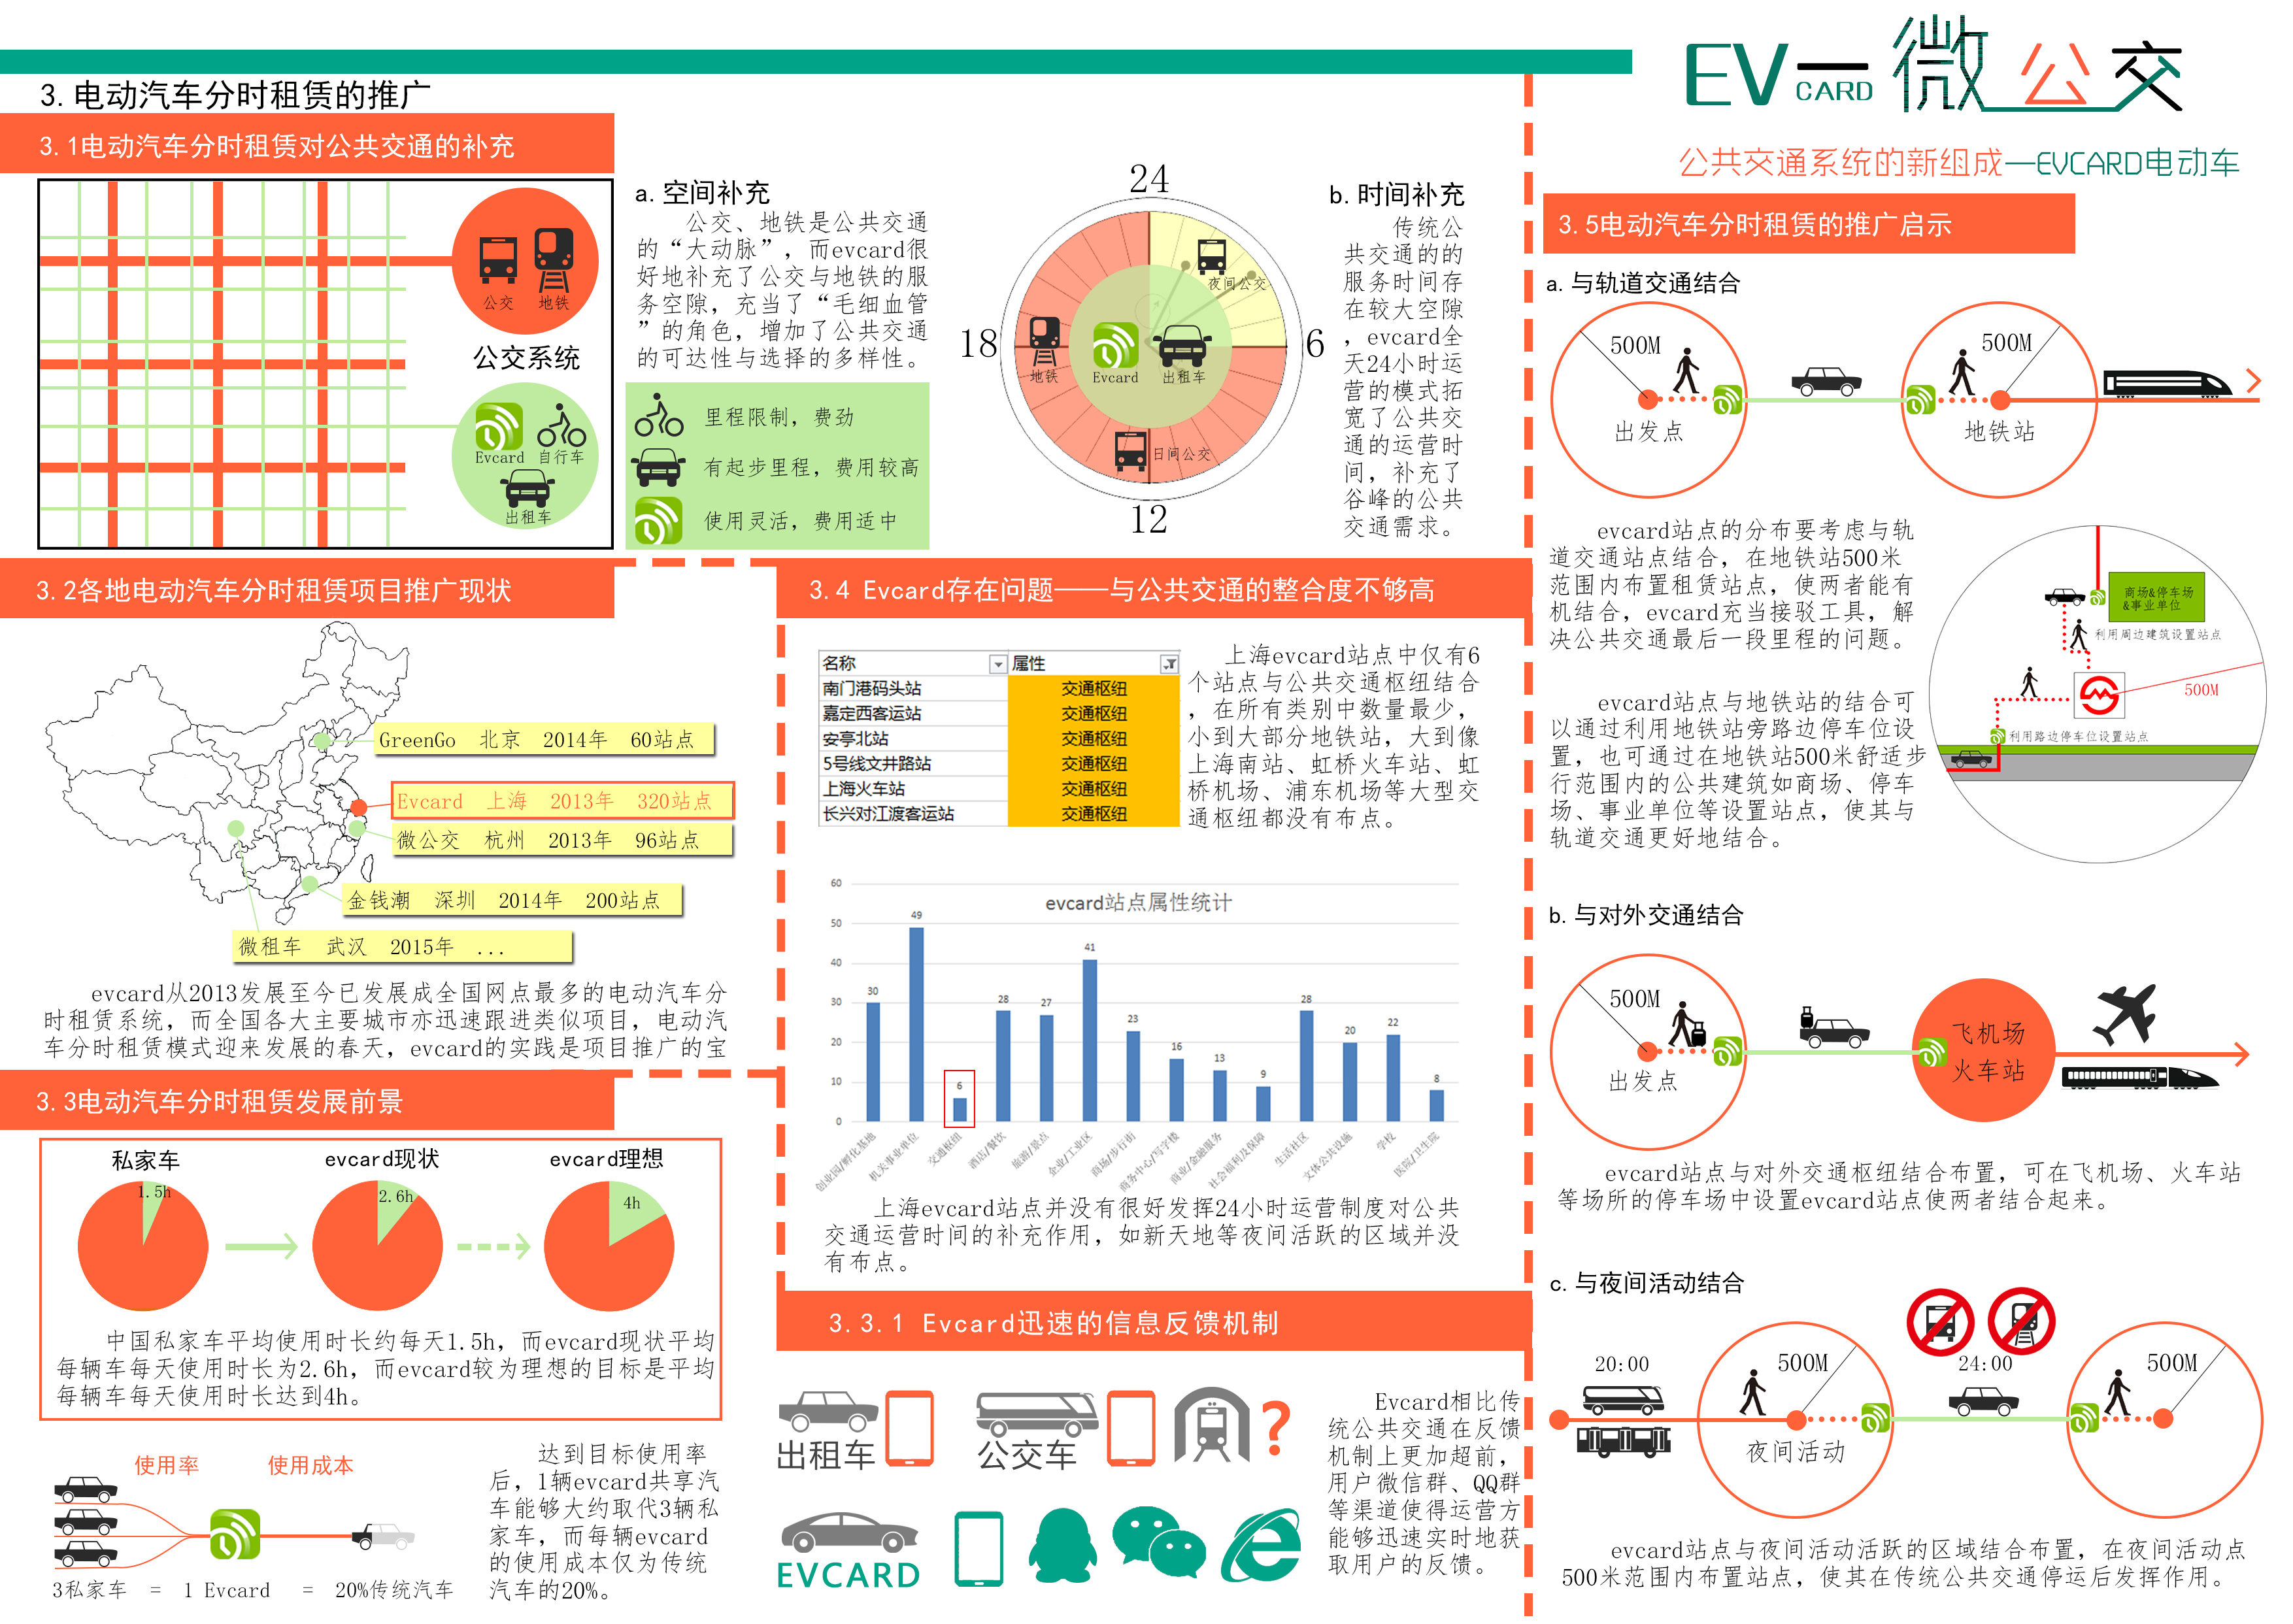 EV一微公交
CARD
公共交通系统的新组成—EVCARD电动车
3.电动汽车分时租赁的推广
3.1电动汽车分时租赁对公共交通的补充
公交
地铁
公交系统
Evcard
自行车
出租车
a.空间补充
公交、地铁是公共交通
的“大动脉”，而evcard很
好地补充了公交与地铁的服
务空隙，充当了“毛细血管
”的角色，增加了公共交通
的可达性与选择的多样性。
里程限制，费劲
有起步里程，费用较高
使用灵活，费用适中
24
18
6
12
夜间公交
地铁
Evcard
出租车
日间公交
b.时间补充
传统公
共交通的的
服务时间存
在较大空隙
，evcard全
天24小时运
营的模式拓
宽了公共交
通的运营时
间，补充了
谷峰的公共
交通需求。
3.2各地电动汽车分时租赁项目推广现状
GreenGo 北京 2014年 60站点
Evcard 上海 2013年 320站点
微公交 杭州 2013年 96站点
金钱潮 深圳 2014年 200站点
微租车 武汉 2015年 ...
evcard从2013发展至今已发展成全国网点最多的电动汽车分
时租赁系统，而全国各大主要城市亦迅速跟进类似项目，电动汽
车分时租赁模式迎来发展的春天，evcard的实践是项目推广的宝
3.3电动汽车分时租赁发展前景
私家车
evcard现状
evcard理想
1.5h
2.6h
4h
中国私家车平均使用时长约每天1.5h，而evcard现状平均
每辆车每天使用时长为2.6h，而evcard较为理想的目标是平均
每辆车每天使用时长达到4h。
使用率
使用成本
3私家车 = 1 Evcard = 20%传统汽车
达到目标使用率
后，1辆evcard共享汽
车能够大约取代3辆私
家车，而每辆evcard
的使用成本仅为传统
汽车的20%。
3.4 Evcard存在问题——与公共交通的整合度不够高
名称 属性
南门港码头站 交通枢纽
嘉定西客运站 交通枢纽
安亭北站 交通枢纽
5号线文井路站 交通枢纽
上海火车站 交通枢纽
长兴对江渡客运站 交通枢纽
上海evcard站点中仅有6
个站点与公共交通枢纽结合
，在所有类别中数量最少，
小到大部分地铁站，大到像
上海南站、虹桥火车站、虹
桥机场、浦东机场等大型交
通枢纽都没有布点。
evcard站点属性统计
60
50
40
30
20
10
0
30
49
6
28
27
41
23
16
13
9
28
20
22
8
创业园/孵化基地
机关事业单位
交通枢纽
酒店/餐饮
旅游/景点
企业/工业区
商场/步行街
商务中心/写字楼
商业/金融服务
社会福利及保障
生活社区
文体公共设施
学校
医院/卫生院
上海evcard站点并没有很好发挥24小时运营制度对公共
交通运营时间的补充作用，如新天地等夜间活跃的区域并没
有布点。
3.3.1 Evcard迅速的信息反馈机制
出租车
公交车
?
EVCARD
Evcard相比传
统公共交通在反馈
机制上更加超前，
用户微信群、QQ群
等渠道使得运营方
能够迅速实时地获
取用户的反馈。
3.5电动汽车分时租赁的推广启示
a.与轨道交通结合
500M
500M
出发点
地铁站
evcard站点的分布要考虑与轨
道交通站点结合，在地铁站500米
范围内布置租赁站点，使两者能有
机结合，evcard充当接驳工具，解
决公共交通最后一段里程的问题。
evcard站点与地铁站的结合可
以通过利用地铁站旁路边停车位设
置，也可通过在地铁站500米舒适步
行范围内的公共建筑如商场、停车
场、事业单位等设置站点，使其与
轨道交通更好地结合。
商场&停车场
&事业单位
利用周边建筑设置站点
500M
利用路边停车位设置站点
b.与对外交通结合
500M
出发点
飞机场
火车站
evcard站点与对外交通枢纽结合布置，可在飞机场、火车站
等场所的停车场中设置evcard站点使两者结合起来。
c.与夜间活动结合
20:00
500M
24:00
500M
夜间活动
evcard站点与夜间活动活跃的区域结合布置，在夜间活动点
500米范围内布置站点，使其在传统公共交通停运后发挥作用。